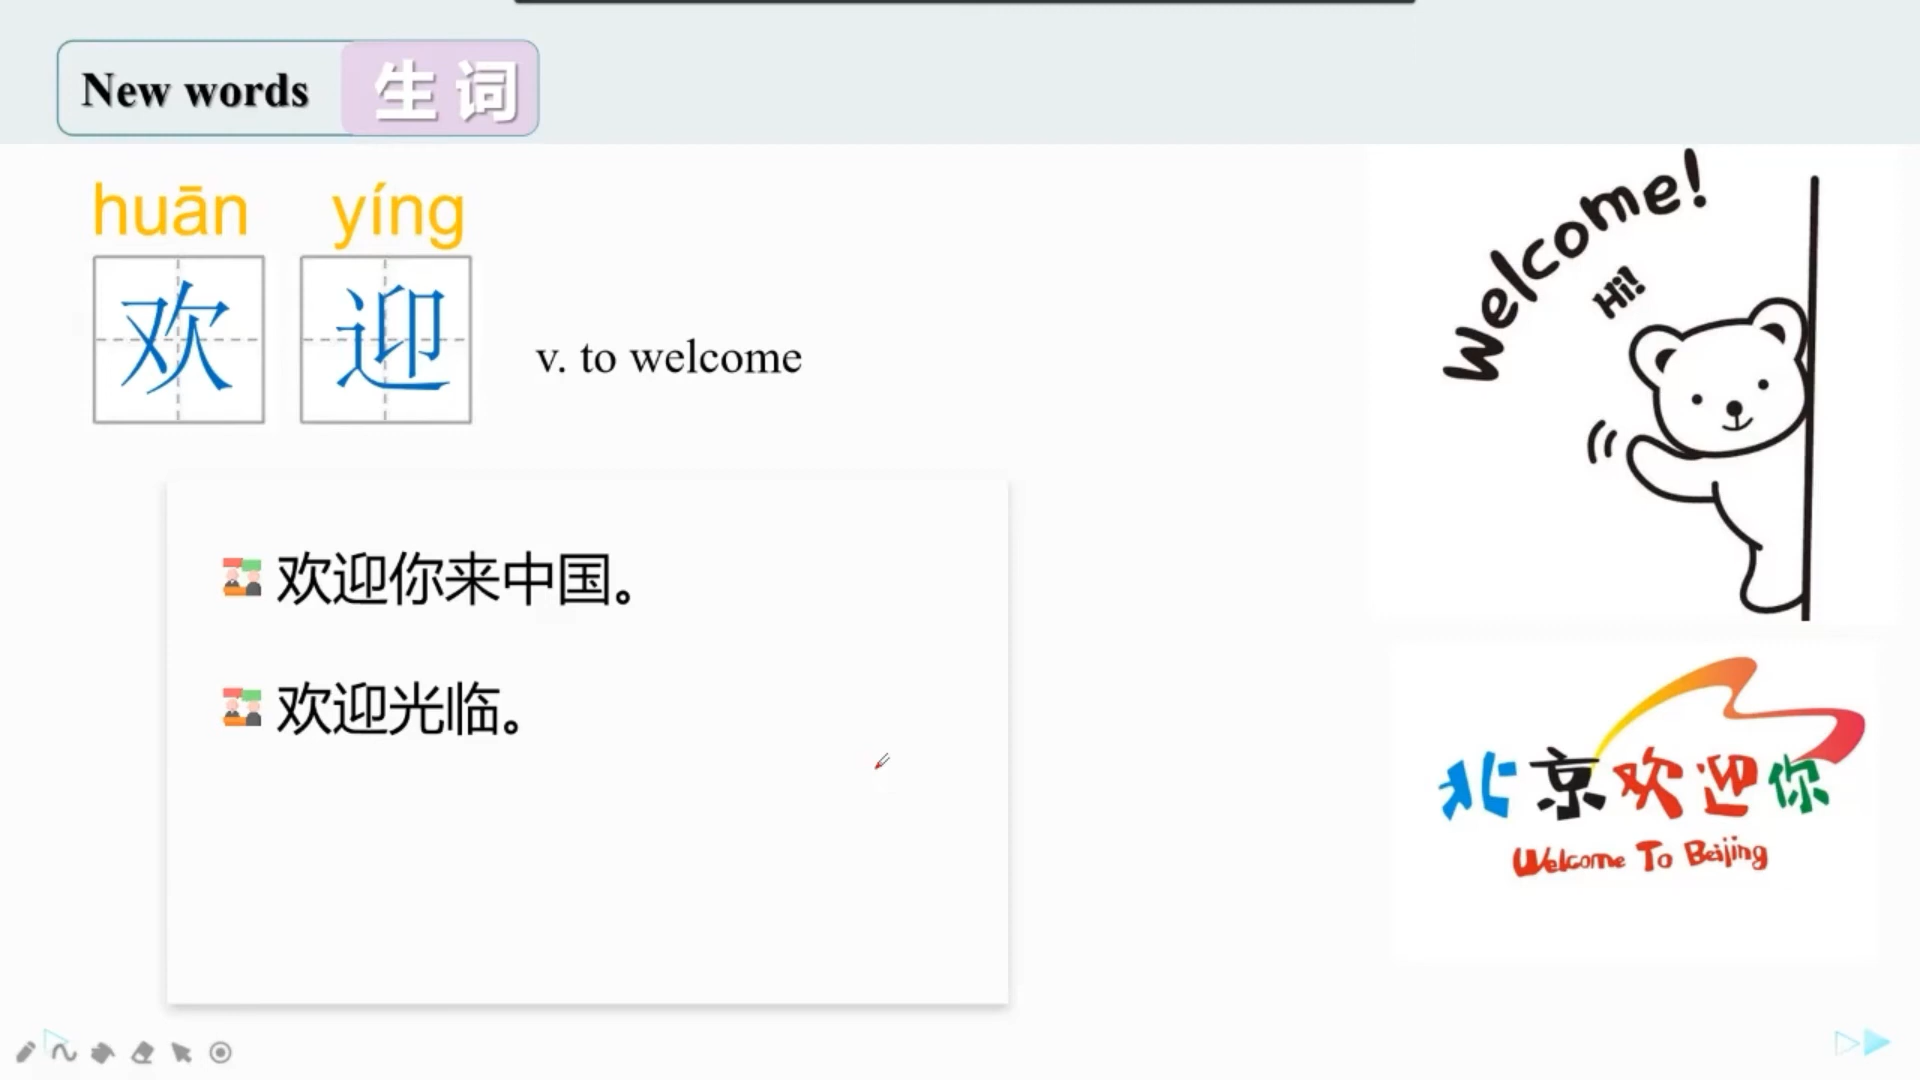 New words 生词
huān yíng
欢迎 v. to welcome
欢迎你来中国。
欢迎光临。
Welcome!
Hi!
北京欢迎你
Welcome To Beijing